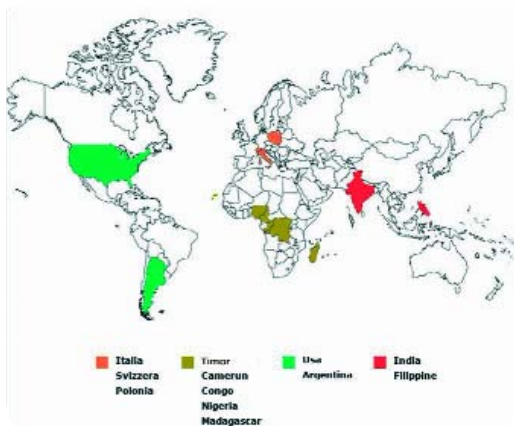 Italia
Svizzera
Polonia
Timor
Camerun
Congo
Nigeria
Madagascar
Usa
Argentina
India
Filippine